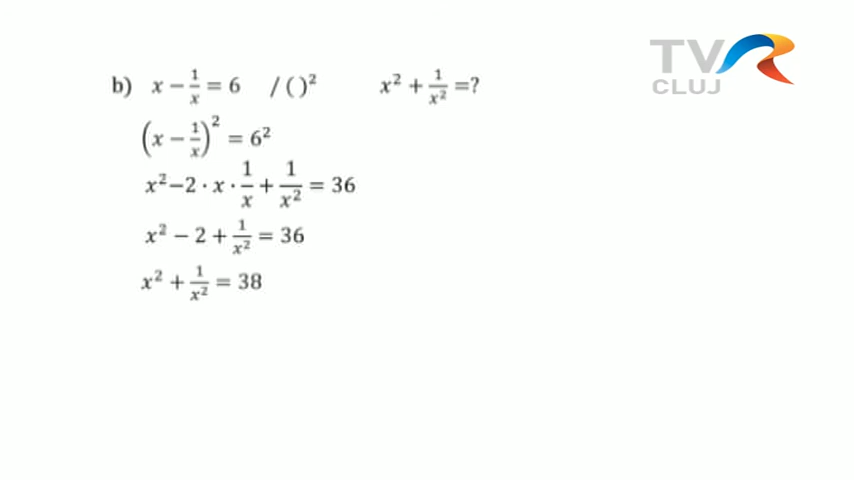 TVR
CLUJ
b) x − 1/x = 6 / ( )² x² + 1/x² =?
(x − 1/x)² = 6²
x²−2 · x · 1/x + 1/x² = 36
x² − 2 + 1/x² = 36
x² + 1/x² = 38